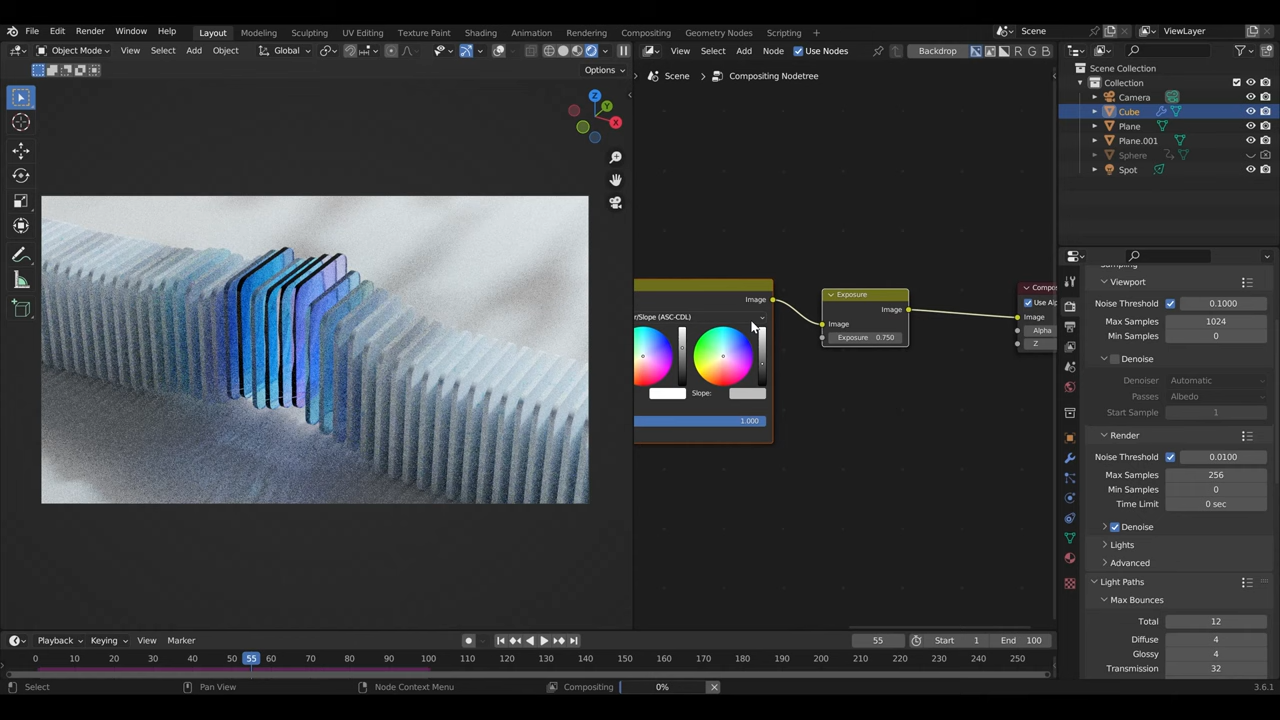 File Edit Render Window Help Layout Modeling Sculpting UV Editing Texture Paint Shading Animation Rendering Compositing Geometry Nodes Scripting + Scene ViewLayer
Object Mode View Select Add Object Global View Select Add Node Use Nodes Backdrop R G B
Options
Scene > Compositing Nodetree
Scene Collection
Collection
Camera
Cube
Plane
Plane.001
Sphere
Spot
Image
r/Slope (ASC-CDL)
Slope:
1.000
Exposure
Image
Image
Exposure 0.750
Compos
Use Al
Image
Alpha
Z
Viewport
Noise Threshold 0.1000
Max Samples 1024
Min Samples 0
Denoise
Denoiser Automatic
Passes Albedo
Start Sample 1
Render
Noise Threshold 0.0100
Max Samples 256
Min Samples 0
Time Limit 0 sec
Denoise
Lights
Advanced
Light Paths
Max Bounces
Total 12
Diffuse 4
Glossy 4
Transmission 32
Playback Keying View Marker 55 Start 1 End 100
0 10 20 30 40 50 55 70 80 90 100 110 120 130 140 150 160 170 180 190 200 210 220 230 240 250
Select Pan View Node Context Menu Compositing 0% 3.6.1